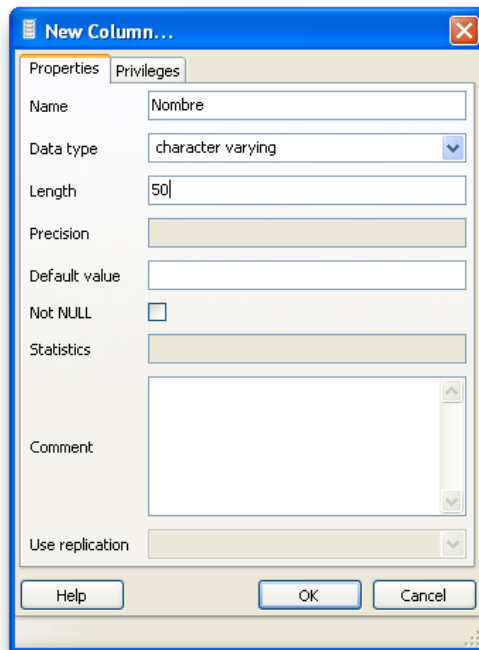 New Column...
Properties Privileges
Name Nombre
Data type character varying
Length 50
Precision
Default value
Not NULL
Statistics
Comment
Use replication
Help OK Cancel